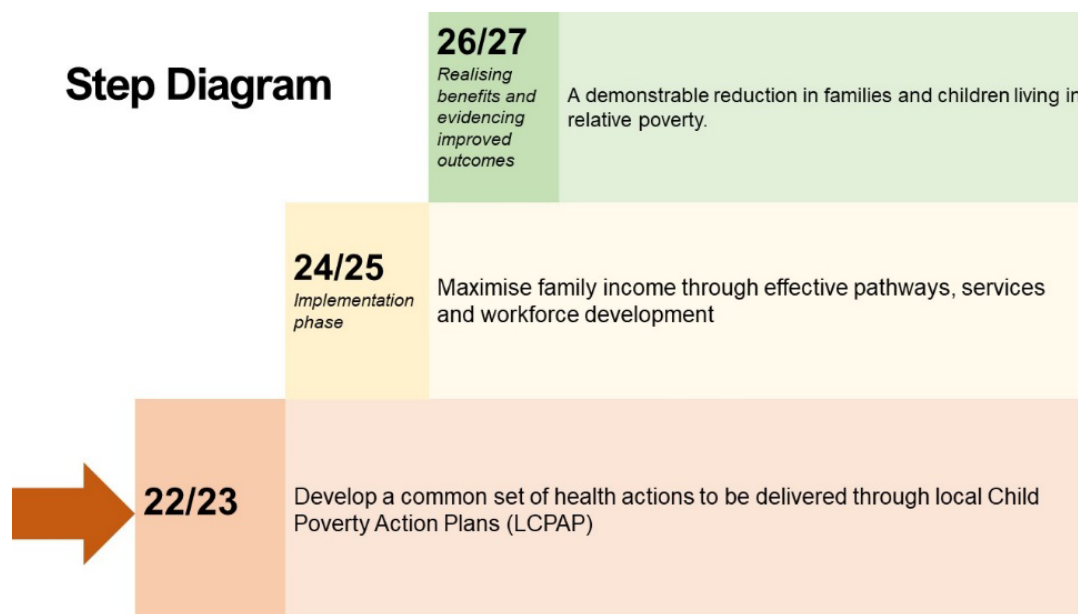 Step Diagram
26/27
Realising
benefits and
evidencing
improved
outcomes
A demonstrable reduction in families and children living in
relative poverty.
24/25
Implementation
phase
Maximise family income through effective pathways, services
and workforce development
22/23
Develop a common set of health actions to be delivered through local Child
Poverty Action Plans (LCPAP)